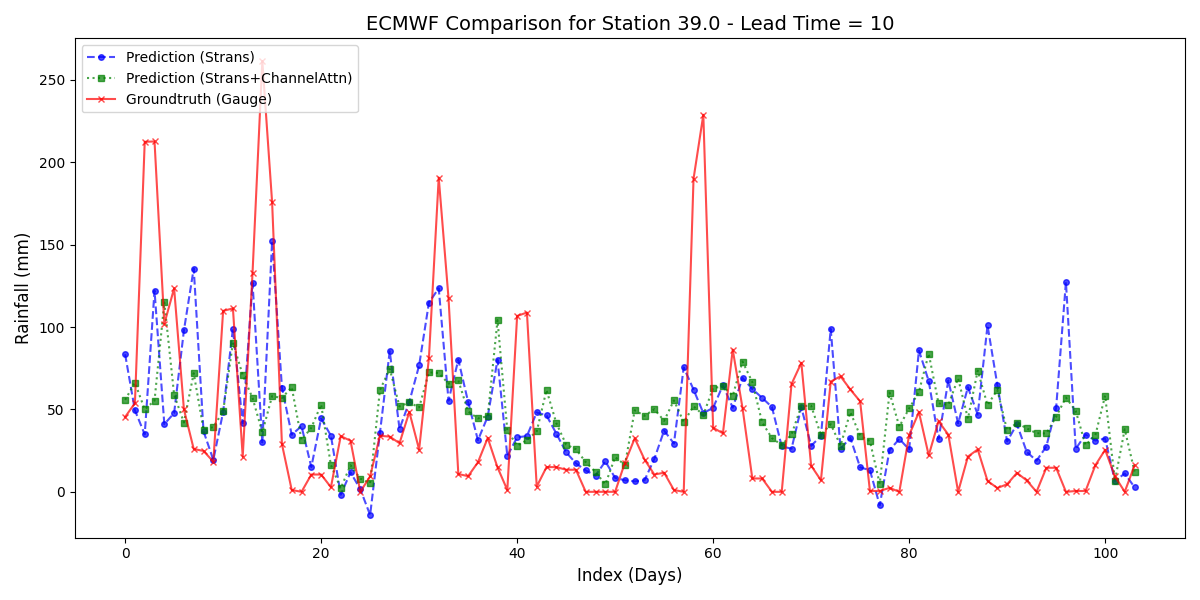 ECMWF Comparison for Station 39.0 - Lead Time = 10
Prediction (Strans)
Prediction (Strans+ChannelAttn)
Groundtruth (Gauge)
Rainfall (mm)
250
200
150
100
50
0
0 20 40 60 80 100
Index (Days)